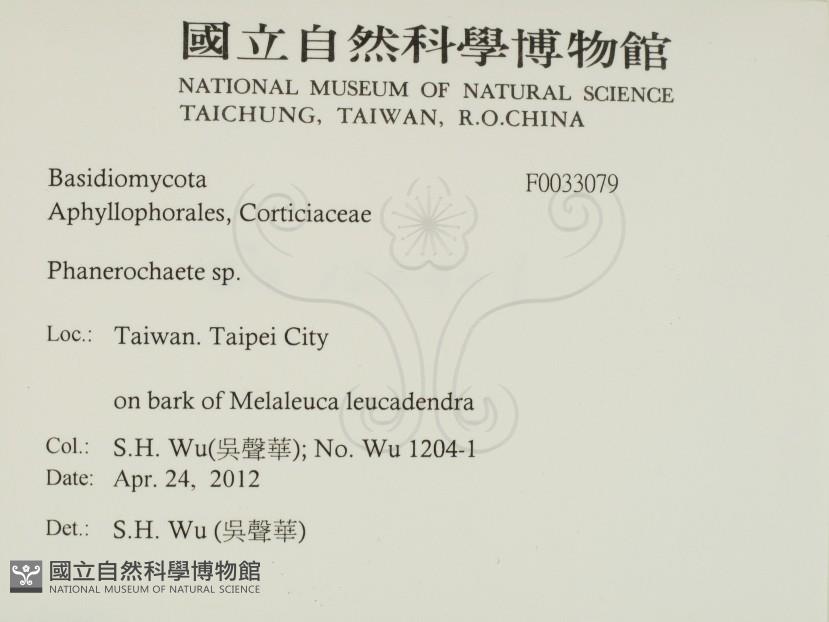 國立自然科學博物館
NATIONAL MUSEUM OF NATURAL SCIENCE
TAICHUNG, TAIWAN, R.O.CHINA
Basidiomycota F0033079
Aphyllophorales, Corticiaceae
Phanerochaete sp.
Loc.: Taiwan. Taipei City
on bark of Melaleuca leucadendra
Col.: S.H. Wu(吳聲華); No. Wu 1204-1
Date: Apr. 24, 2012
Det.: S.H. Wu (吳聲華)
國立自然科學博物館
NATIONAL MUSEUM OF NATURAL SCIENCE